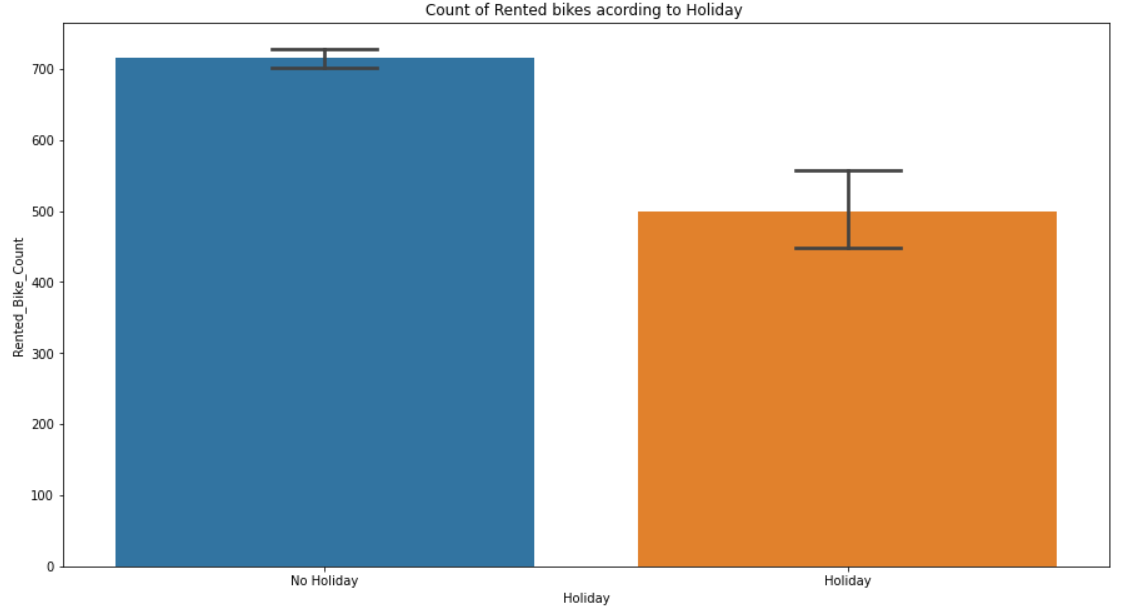 Count of Rented bikes acording to Holiday
Rented_Bike_Count
700
600
500
400
300
200
100
0
No Holiday
Holiday
Holiday